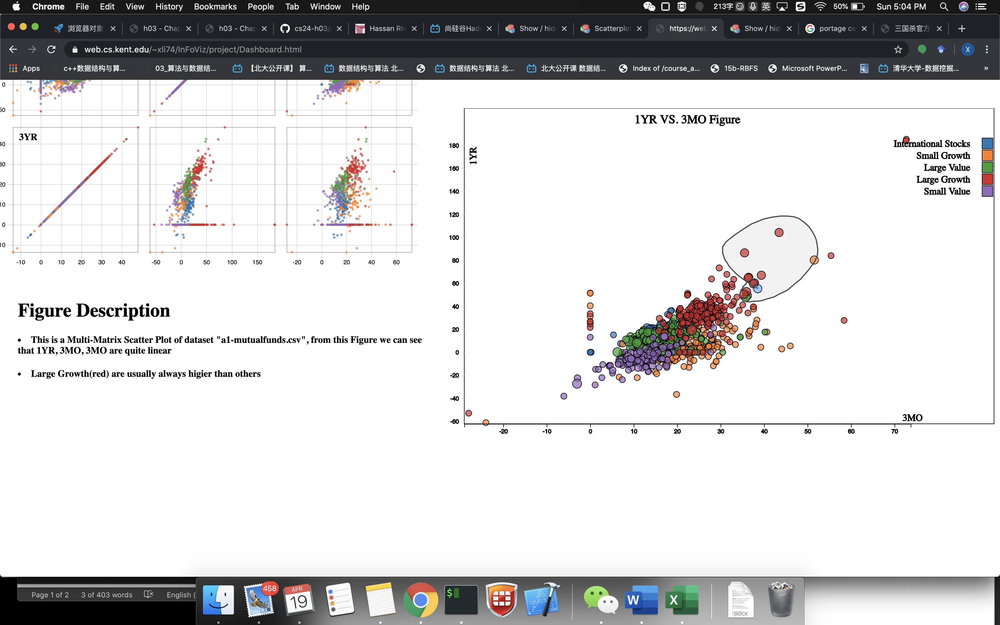 Chrome File Edit View History Bookmarks People Tab Window Help 213字 英 50% Sun 5:04 PM
浏览器对象 h03 - Chap h03 - Chap cs24-h03/ Hassan Riv 尚硅谷Had Show / hid Scatterplot https://web Show / hid portage co 三国杀官方
web.cs.kent.edu/~xli74/InFoViz/project/Dashboard.html X
Apps c++数据结构与算... 03_算法与数据结... 【北大公开课】 算... 数据结构与算法 北... 数据结构与算法 北... 北大公开课 数据结... Index of /course_a... 15b-RBFS Microsoft PowerP... 清华大学-数据挖掘... »
0
50
3YR
40
30
20
10
0
10
-10 0 10 20 30 40 -50 0 50 100 150 -20 0 20 40 60
Figure Description
• This is a Multi-Matrix Scatter Plot of dataset "a1-mutualfunds.csv", from this Figure we can see
that 1YR, 3MO, 3MO are quite linear
• Large Growth(red) are usually always higier than others
1YR VS. 3MO Figure
1YR
International Stocks
Small Growth
Large Value
Large Growth
Small Value
180
160
140
120
100
80
60
40
20
0
-20
-40
-60
3MO
-20 -10 0 10 20 30 40 50 60 70
Page 1 of 2 3 of 403 words English (
458
APR
19
$
W
X
DOCX